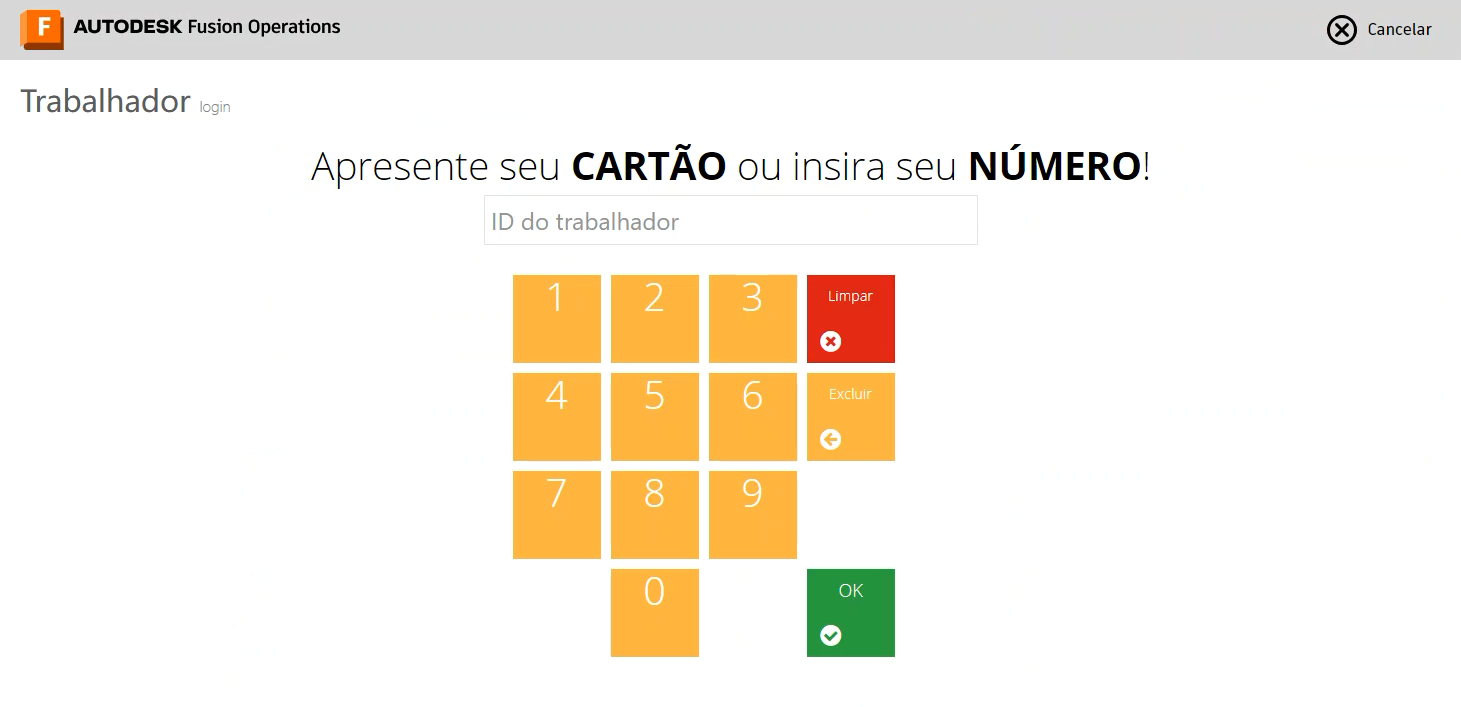 F AUTODESK Fusion Operations
Cancelar
Trabalhador login
Apresente seu CARTÃO ou insira seu NÚMERO!
ID do trabalhador
1 2 3 Limpar
4 5 6 Excluir
7 8 9
0 OK